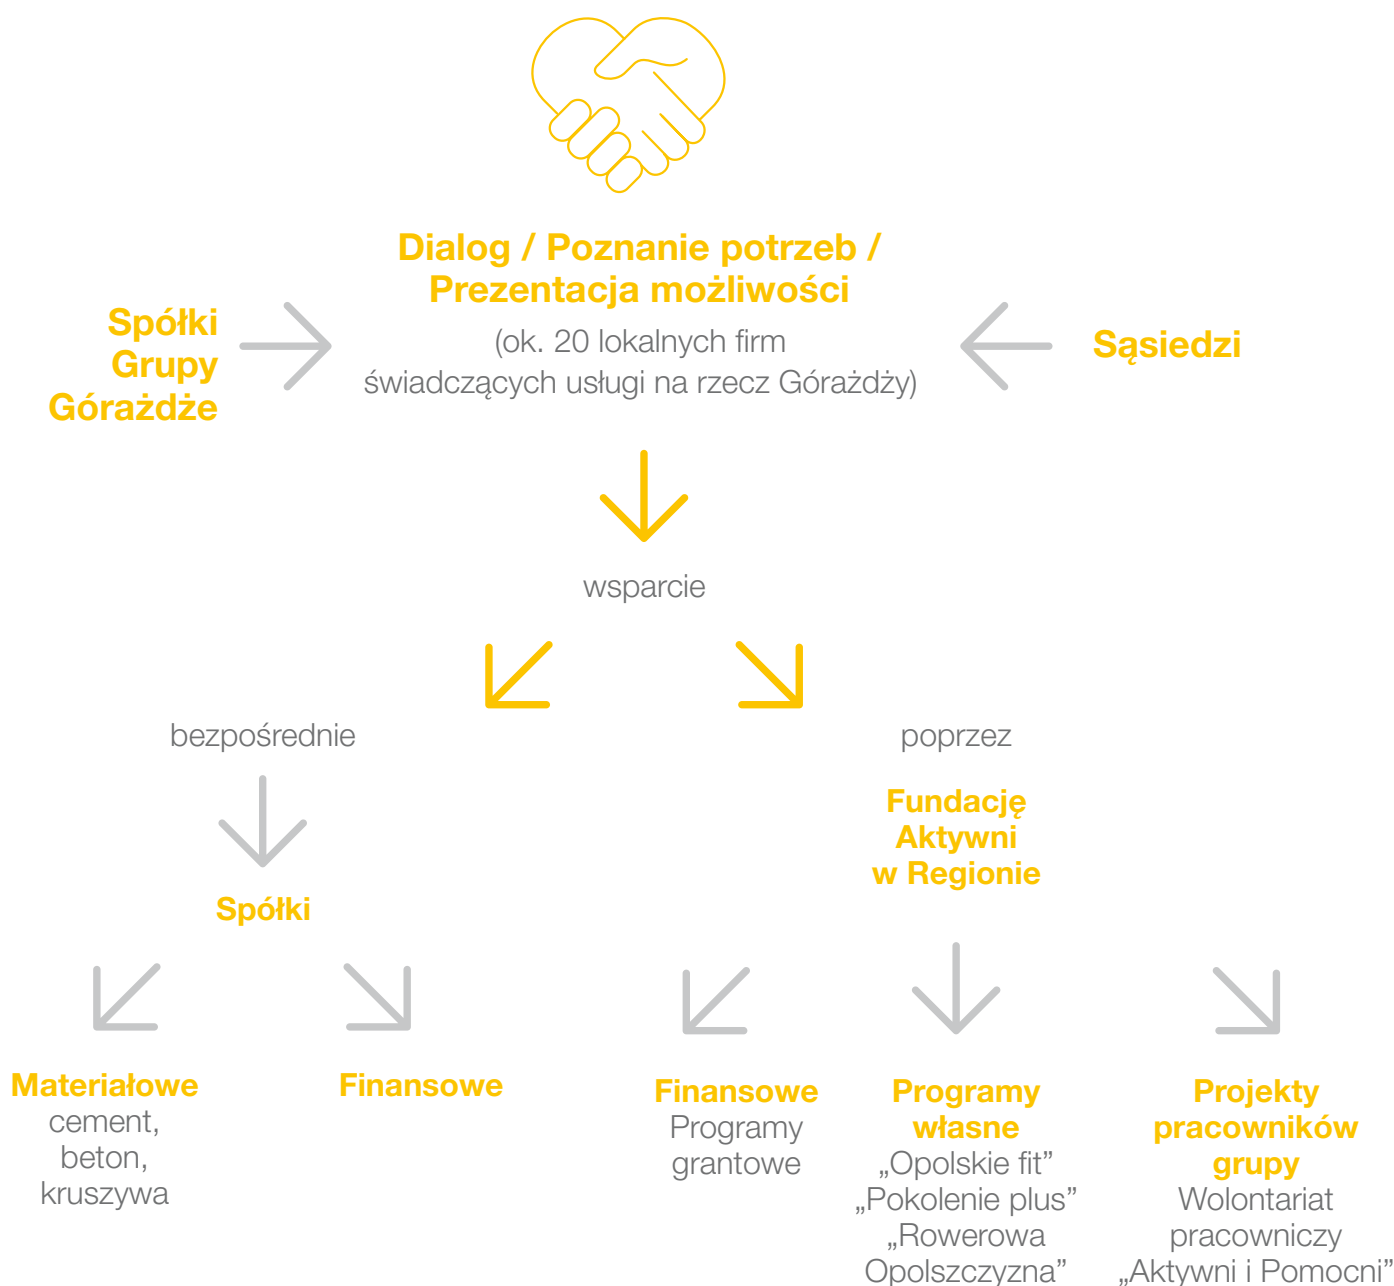 Dialog / Poznanie potrzeb /
Prezentacja możliwości
(ok. 20 lokalnych firm
świadczących usługi na rzecz Górażdży)
Spółki
Grupy
Górażdże
Sąsiedzi
wsparcie
bezpośrednie
Spółki
Materiałowe
cement,
beton,
kruszywa
Finansowe
poprzez
Fundację
Aktywni
w Regionie
Finansowe
Programy
grantowe
Programy
własne
„Opolskie fit”
„Pokolenie plus”
„Rowerowa
Opolszczyzna”
Projekty
pracowników
grupy
Wolontariat
pracowniczy
„Aktywni i Pomocni”